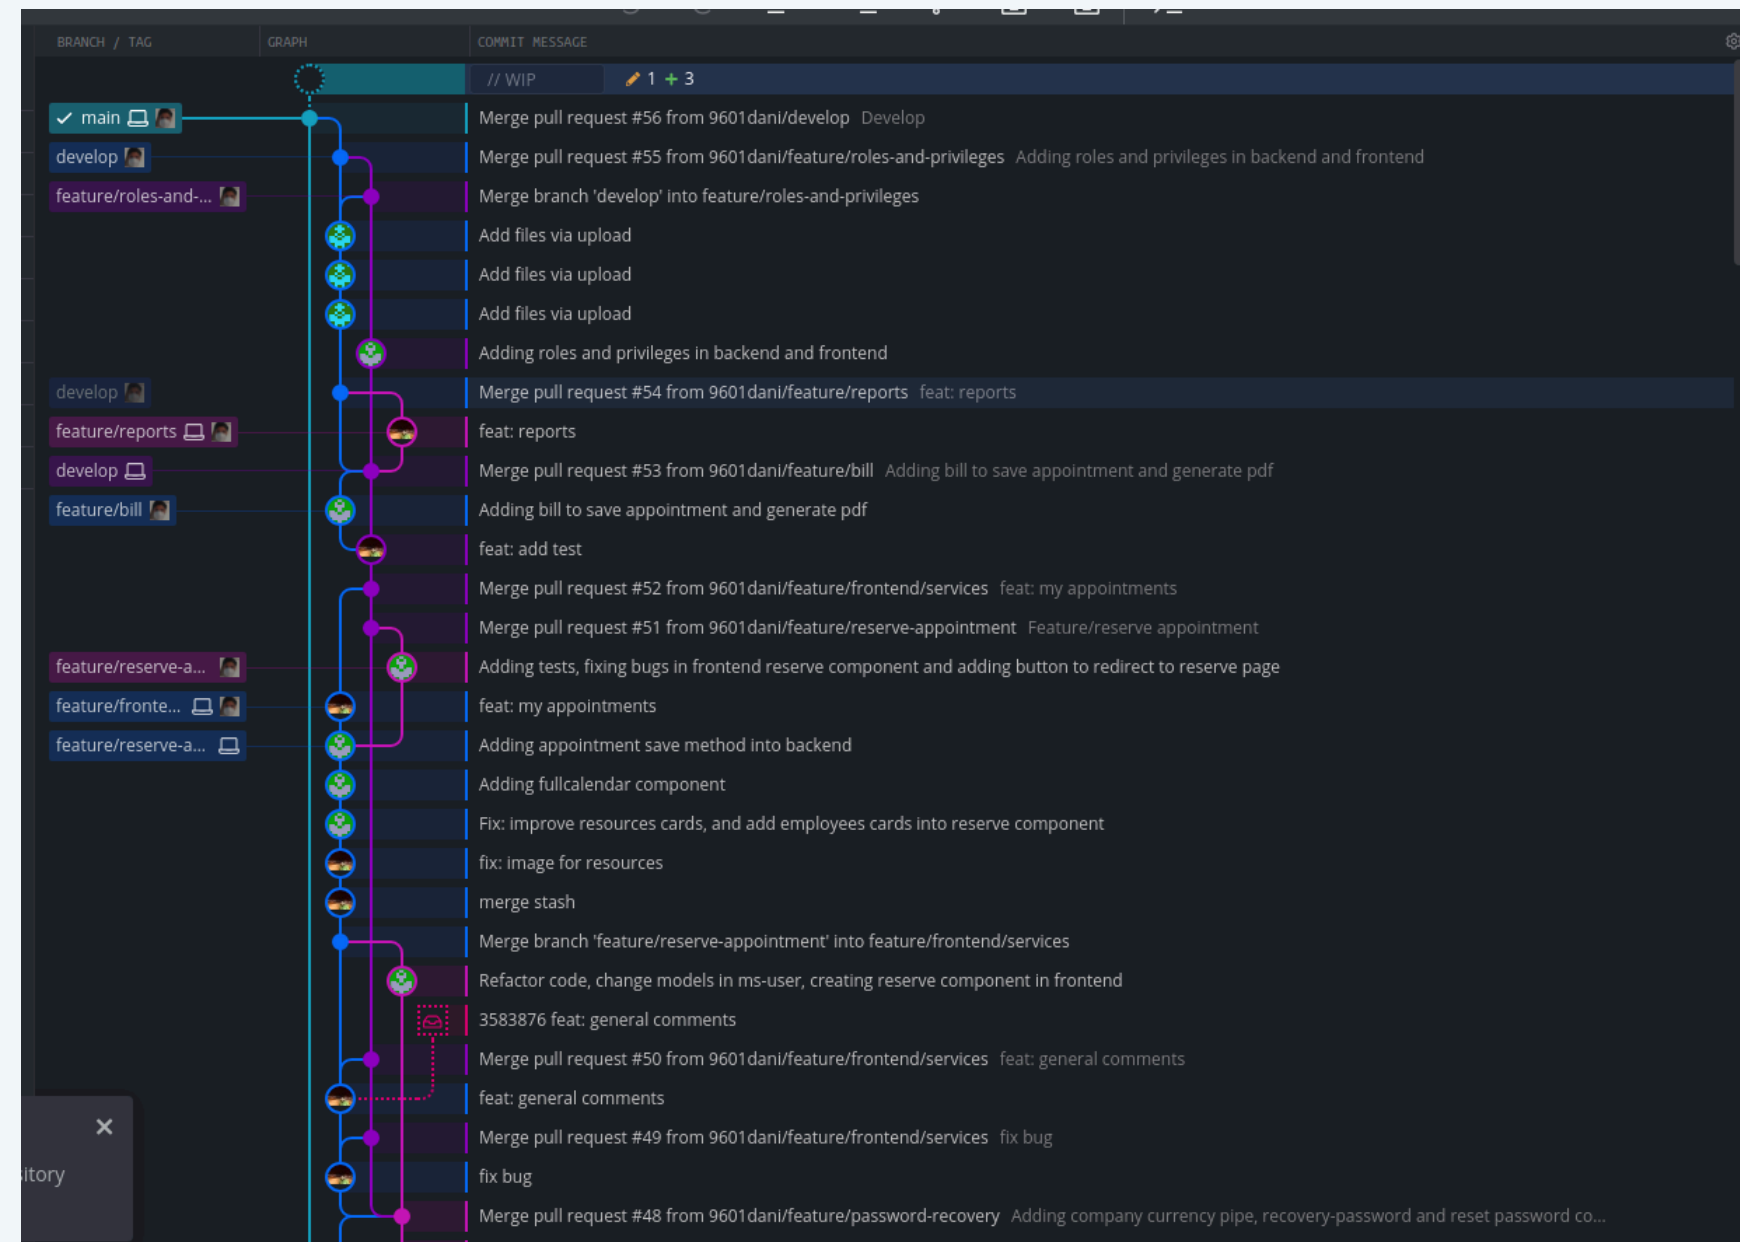 BRANCH / TAG GRAPH COMMIT MESSAGE
// WIP 1 + 3
main Merge pull request #56 from 9601dani/develop Develop
develop Merge pull request #55 from 9601dani/feature/roles-and-privileges Adding roles and privileges in backend and frontend
feature/roles-and-... Merge branch 'develop' into feature/roles-and-privileges
Add files via upload
Add files via upload
Add files via upload
Adding roles and privileges in backend and frontend
develop Merge pull request #54 from 9601dani/feature/reports feat: reports
feature/reports feat: reports
develop Merge pull request #53 from 9601dani/feature/bill Adding bill to save appointment and generate pdf
feature/bill Adding bill to save appointment and generate pdf
feat: add test
Merge pull request #52 from 9601dani/feature/frontend/services feat: my appointments
Merge pull request #51 from 9601dani/feature/reserve-appointment Feature/reserve appointment
feature/reserve-a... Adding tests, fixing bugs in frontend reserve component and adding button to redirect to reserve page
feature/fronte... feat: my appointments
feature/reserve-a... Adding appointment save method into backend
Adding fullcalendar component
Fix: improve resources cards, and add employees cards into reserve component
fix: image for resources
merge stash
Merge branch 'feature/reserve-appointment' into feature/frontend/services
Refactor code, change models in ms-user, creating reserve component in frontend
3583876 feat: general comments
Merge pull request #50 from 9601dani/feature/frontend/services feat: general comments
feat: general comments
Merge pull request #49 from 9601dani/feature/frontend/services fix bug
itory fix bug
Merge pull request #48 from 9601dani/feature/password-recovery Adding company currency pipe, recovery-password and reset password co...